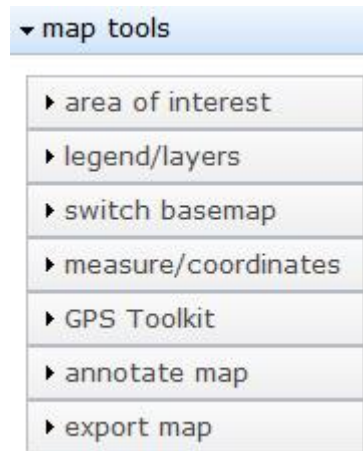 map tools
area of interest
legend/layers
switch basemap
measure/coordinates
GPS Toolkit
annotate map
export map